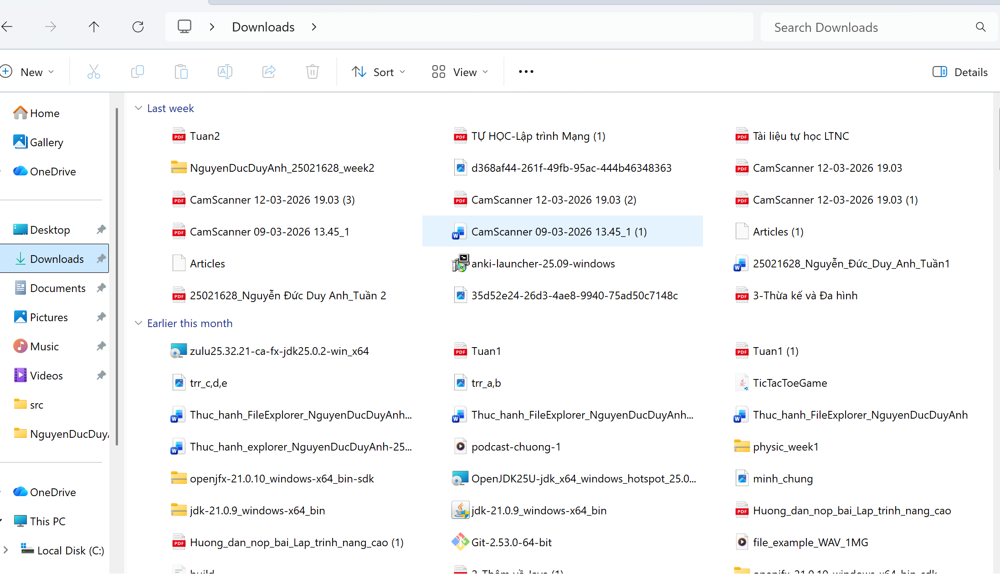 Downloads
Search Downloads
New
Sort
View
Details
Home
Gallery
OneDrive
Desktop
Downloads
Documents
Pictures
Music
Videos
src
NguyenDucDuy
OneDrive
This PC
Local Disk (C:)
Last week
Tuan2
TỰ HỌC-Lập trình Mạng (1)
Tài liệu tự học LTNC
NguyenDucDuyAnh_25021628_week2
d368af44-261f-49fb-95ac-444b46348363
CamScanner 12-03-2026 19.03
CamScanner 12-03-2026 19.03 (3)
CamScanner 12-03-2026 19.03 (2)
CamScanner 12-03-2026 19.03 (1)
CamScanner 09-03-2026 13.45_1
CamScanner 09-03-2026 13.45_1 (1)
Articles (1)
Articles
anki-launcher-25.09-windows
25021628_Nguyễn_Đức_Duy_Anh_Tuần1
25021628_Nguyễn Đức Duy Anh_Tuần 2
35d52e24-26d3-4ae8-9940-75ad50c7148c
3-Thừa kế và Đa hình
Earlier this month
zulu25.32.21-ca-fx-jdk25.0.2-win_x64
Tuan1
Tuan1 (1)
trr_c,d,e
trr_a,b
TicTacToeGame
Thuc_hanh_FileExplorer_NguyenDucDuyAnh...
Thuc_hanh_FileExplorer_NguyenDucDuyAnh...
Thuc_hanh_FileExplorer_NguyenDucDuyAnh
Thuc_hanh_explorer_NguyenDucDuyAnh-25...
podcast-chuong-1
physic_week1
openjfx-21.0.10_windows-x64_bin-sdk
OpenJDK25U-jdk_x64_windows_hotspot_25.0...
minh_chung
jdk-21.0.9_windows-x64_bin
jdk-21.0.9_windows-x64_bin
Huong_dan_nop_bai_Lap_trinh_nang_cao
Huong_dan_nop_bai_Lap_trinh_nang_cao (1)
Git-2.53.0-64-bit
file_example_WAV_1MG
build